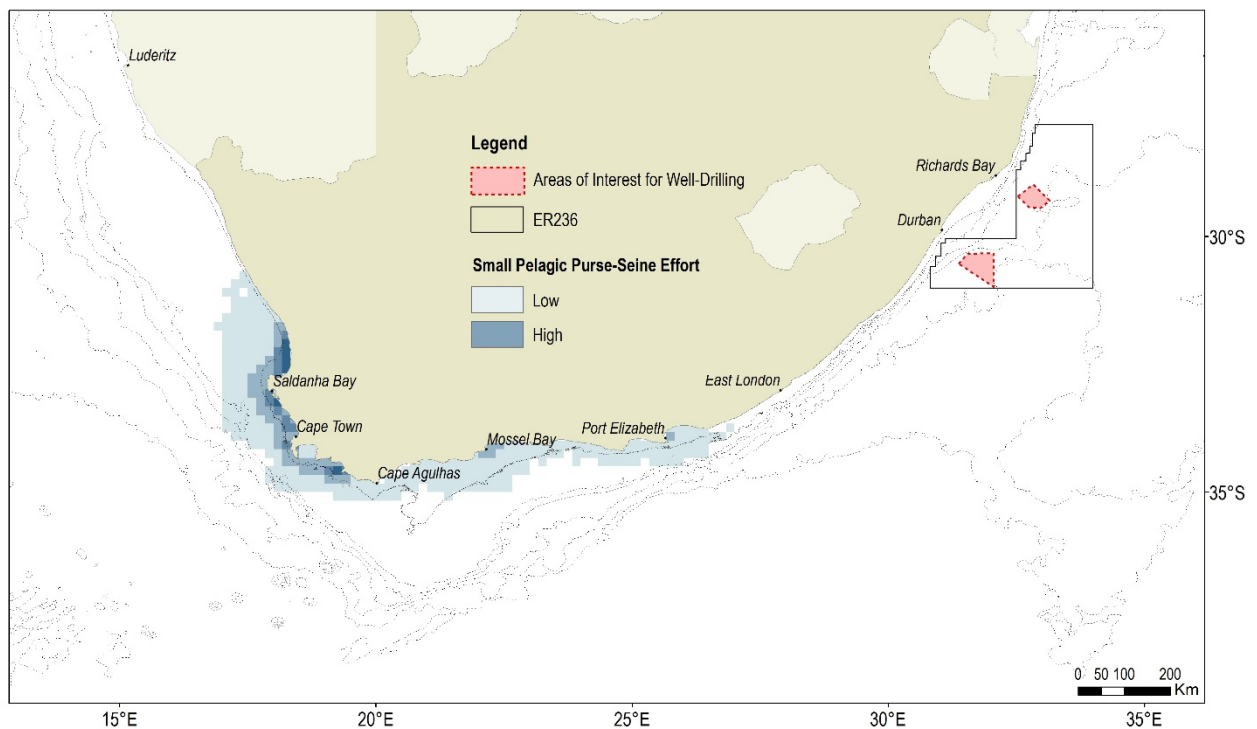 Luderitz
Legend
Areas of Interest for Well-Drilling
ER236
Small Pelagic Purse-Seine Effort
Low
High
Richards Bay
Durban
30°S
East London
Saldanha Bay
Cape Town
Port Elizabeth
Mossel Bay
Cape Agulhas
35°S
0 50 100 200
Km
15°E 20°E 25°E 30°E 35°E